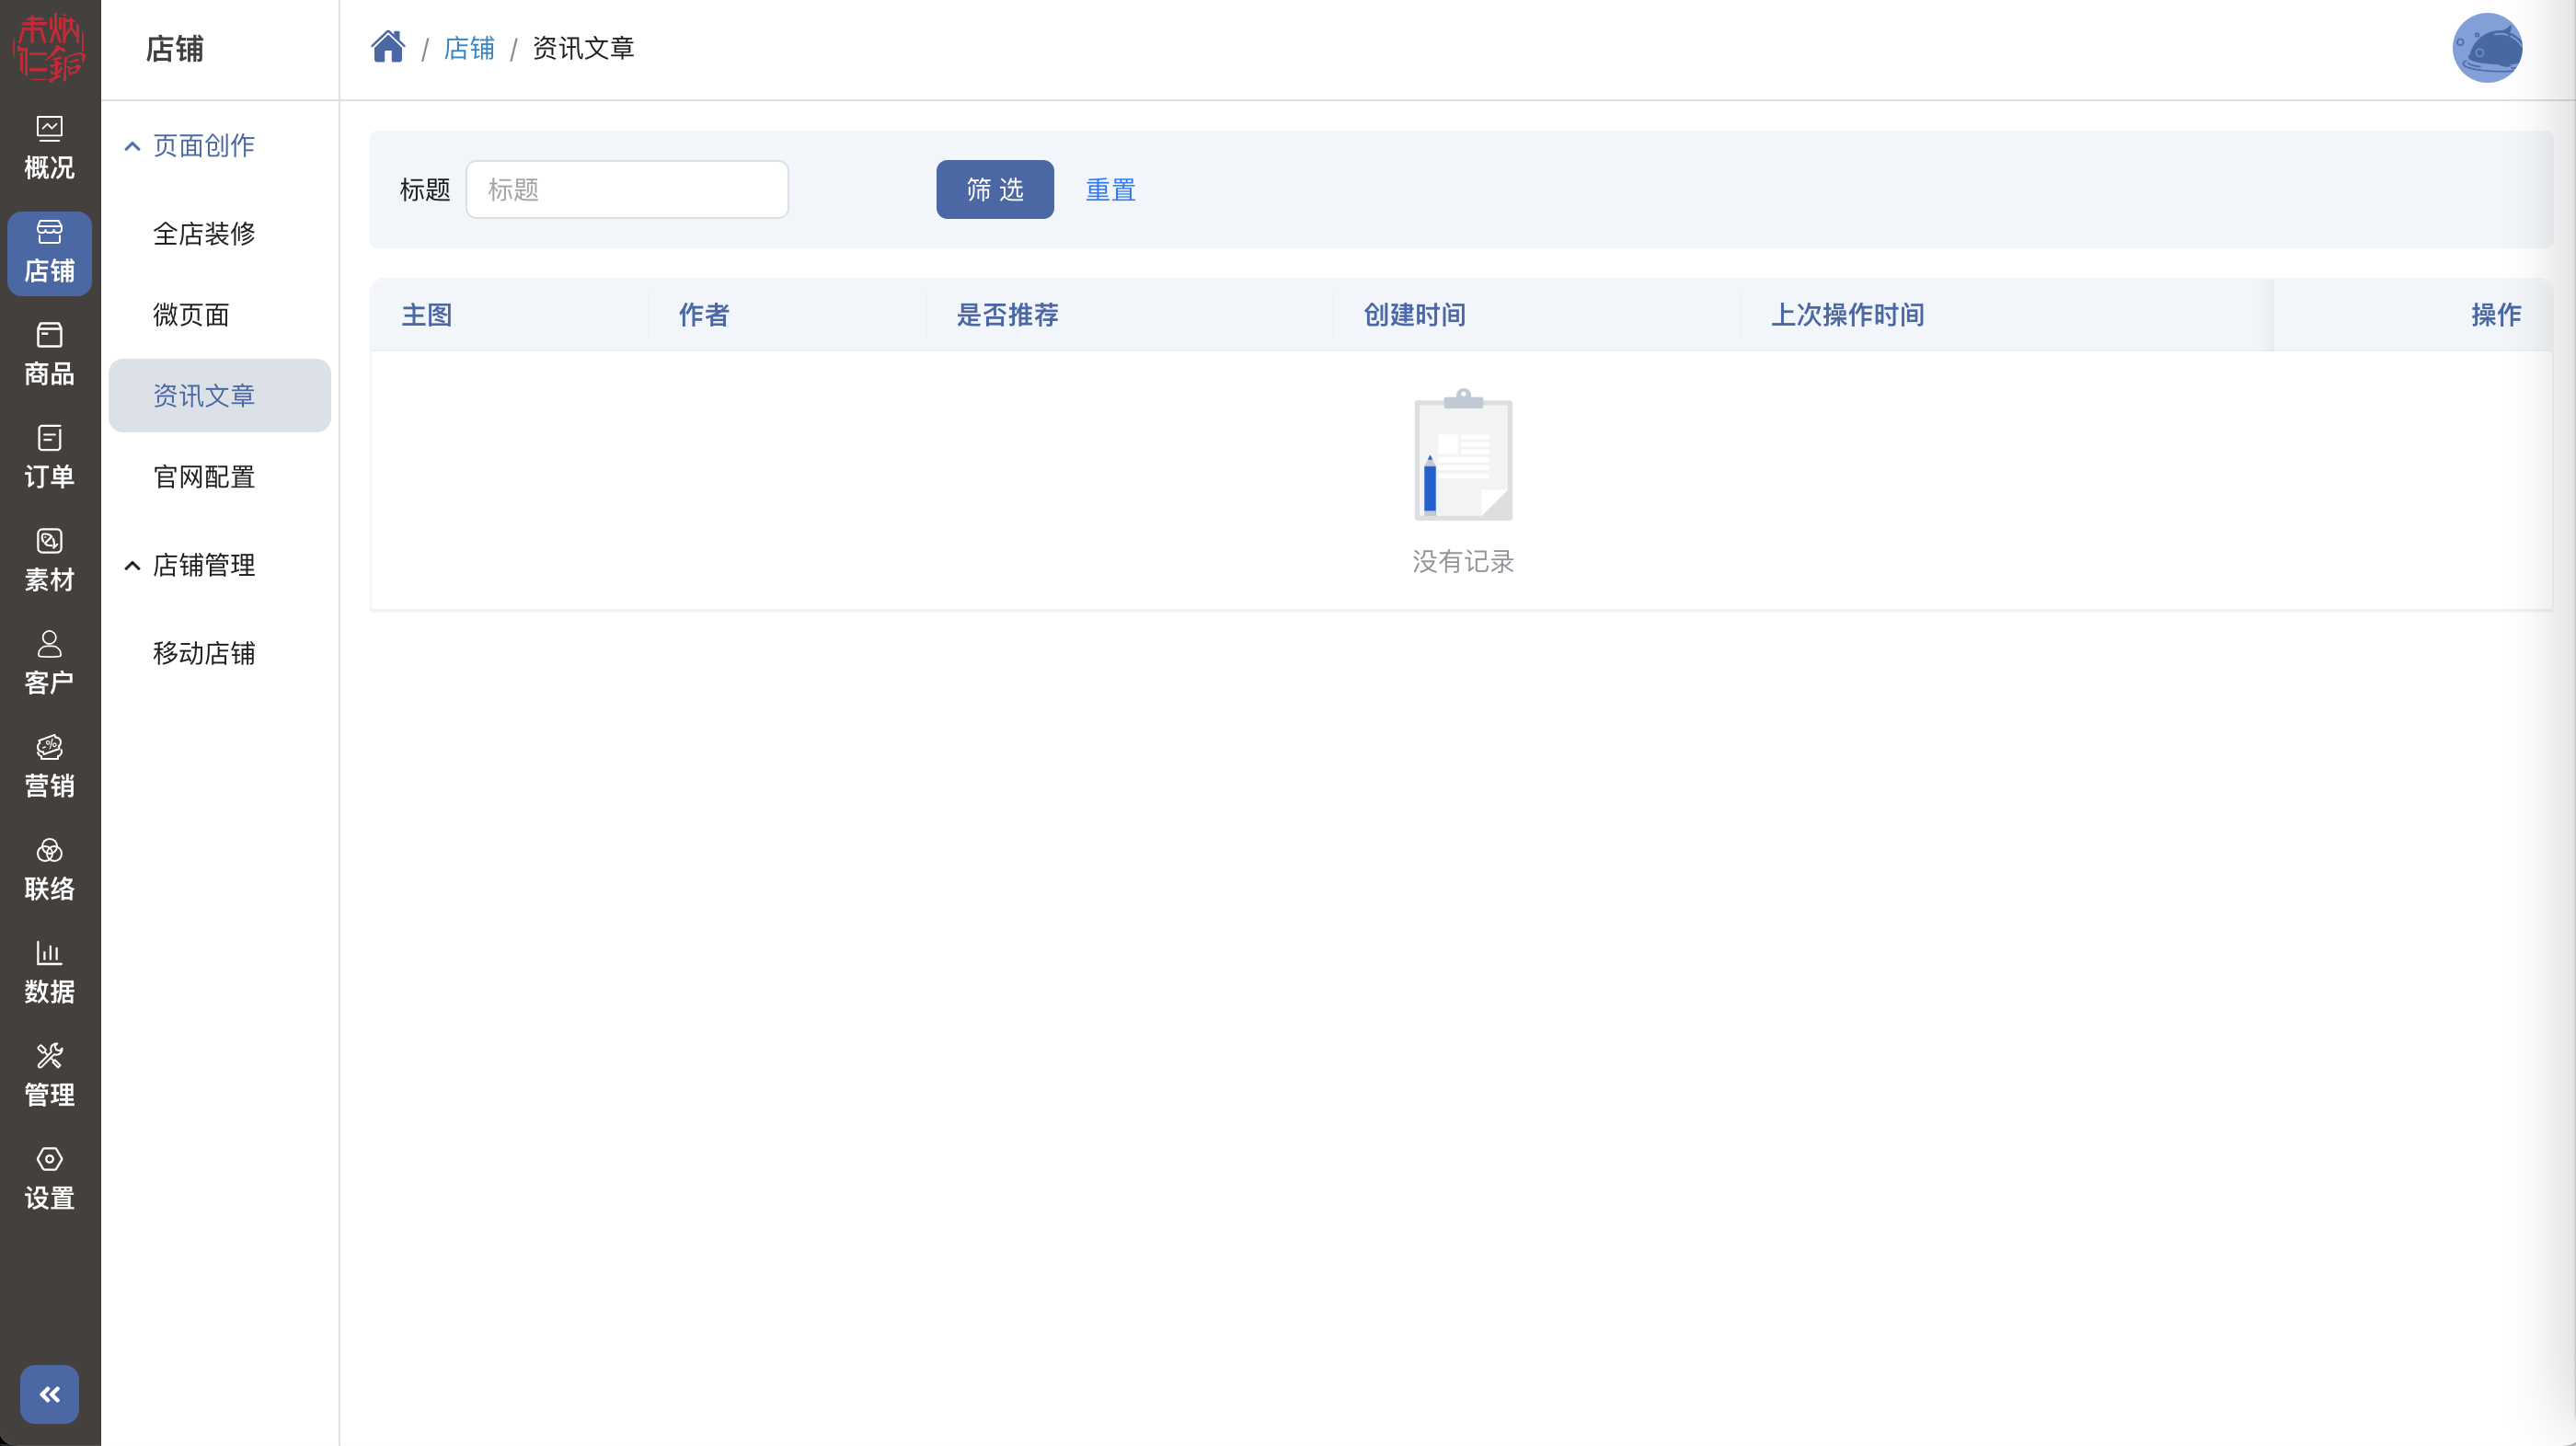 店铺
/ 店铺 / 资讯文章
概况
店铺
商品
订单
素材
客户
营销
联络
数据
管理
设置
页面创作
全店装修
微页面
资讯文章
官网配置
店铺管理
移动店铺
标题 标题 筛 选 重置
主图 作者 是否推荐 创建时间 上次操作时间 操作
没有记录